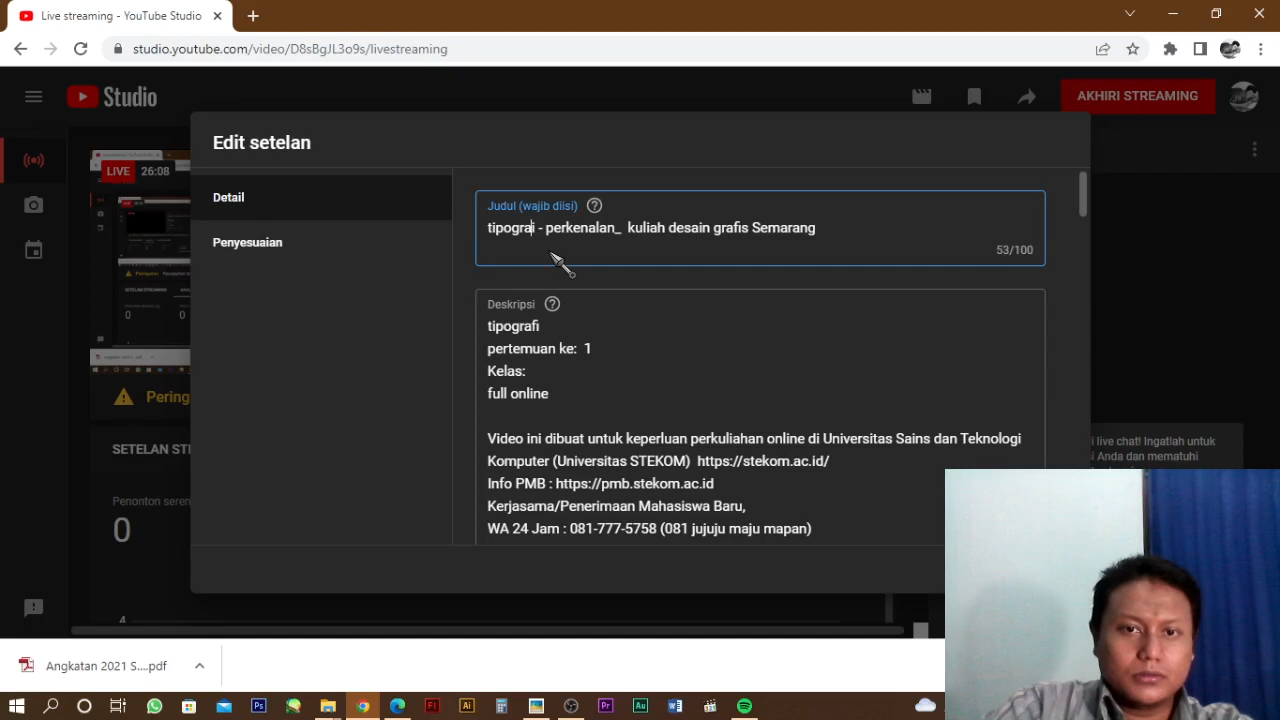 Live streaming - YouTube Studio
studio.youtube.com/video/D8sBgJL3o9s/livestreaming
Studio
AKHIRI STREAMING
Edit setelan
LIVE 26:08
Detail
Penyesuaian
Judul (wajib diisi)
tipograi - perkenalan_  kuliah desain grafis Semarang
53/100
Deskripsi
tipografi
pertemuan ke:  1
Kelas:
full online
Video ini dibuat untuk keperluan perkuliahan online di Universitas Sains dan Teknologi
Komputer (Universitas STEKOM)  https://stekom.ac.id/
Info PMB : https://pmb.stekom.ac.id
Kerjasama/Penerimaan Mahasiswa Baru,
WA 24 Jam : 081-777-5758 (081 jujuju maju mapan)
Pering
SETELAN STR
Penonton seren
0
4
i live chat! Ingatlah untuk
Anda dan mematuhi
Angkatan 2021 S....pdf